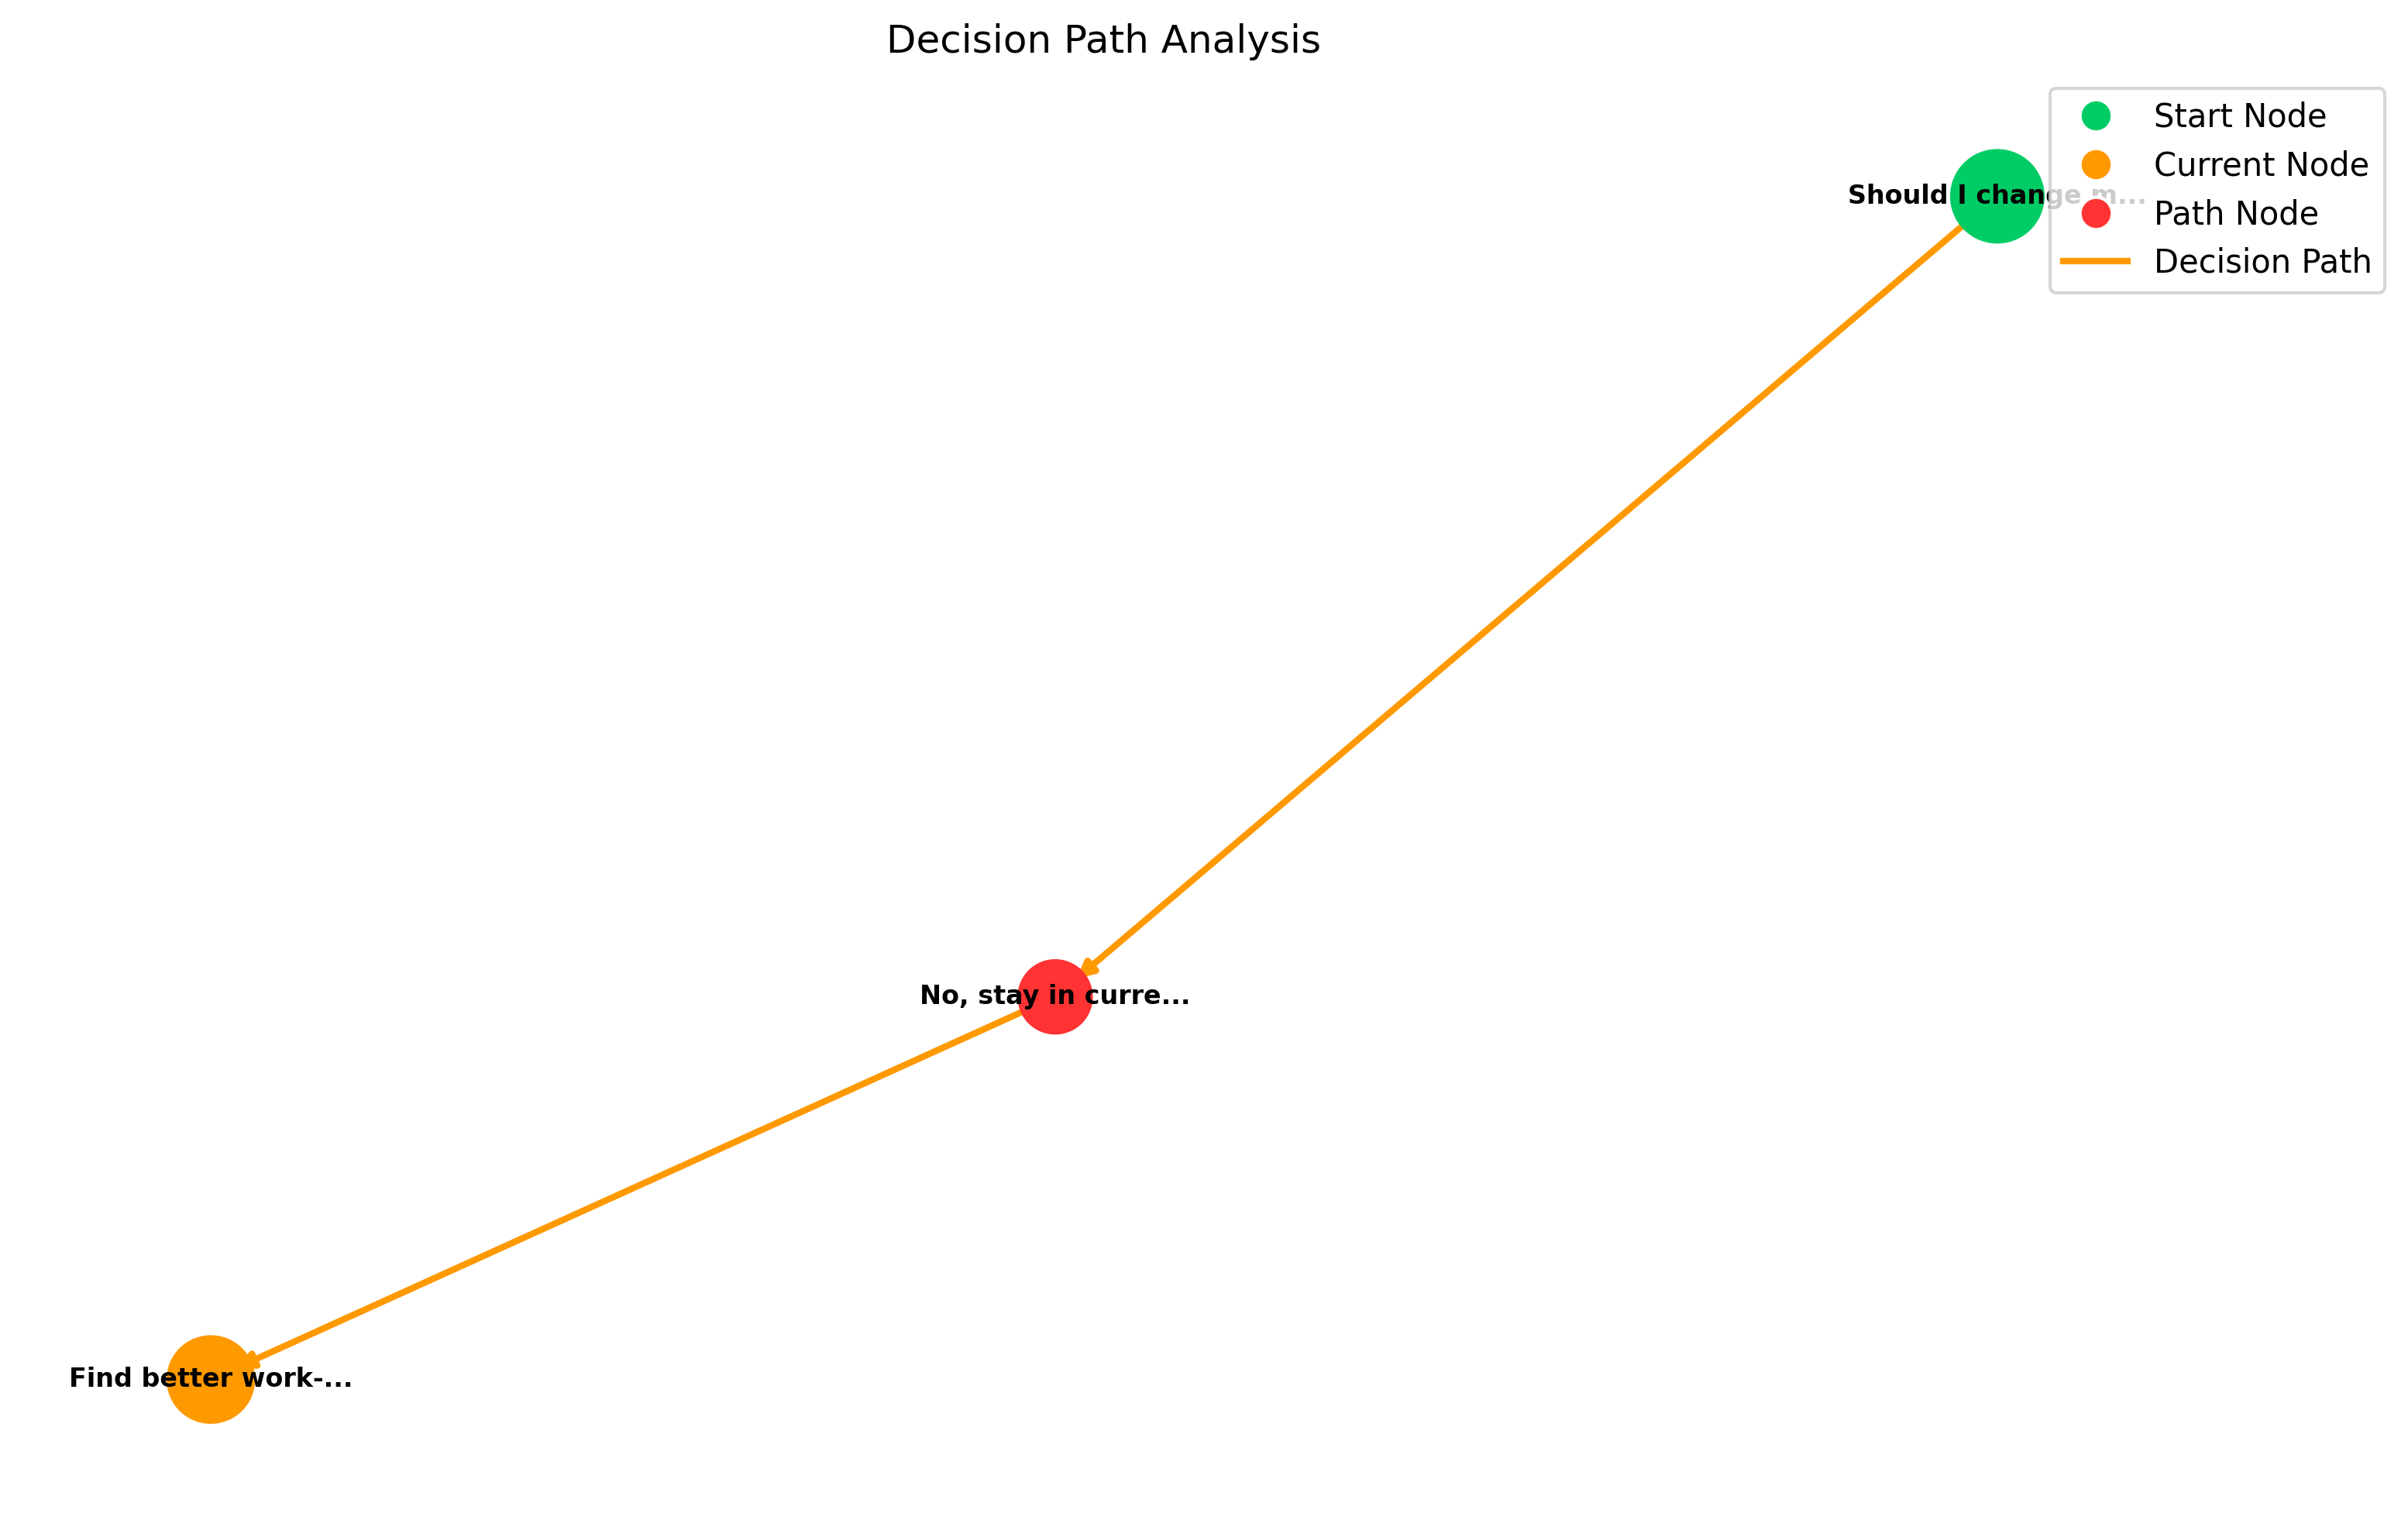 Decision Path Analysis
Start Node
Current Node
Should I change m...
Path Node
Decision Path
No, stay in curre...
Find better work-...